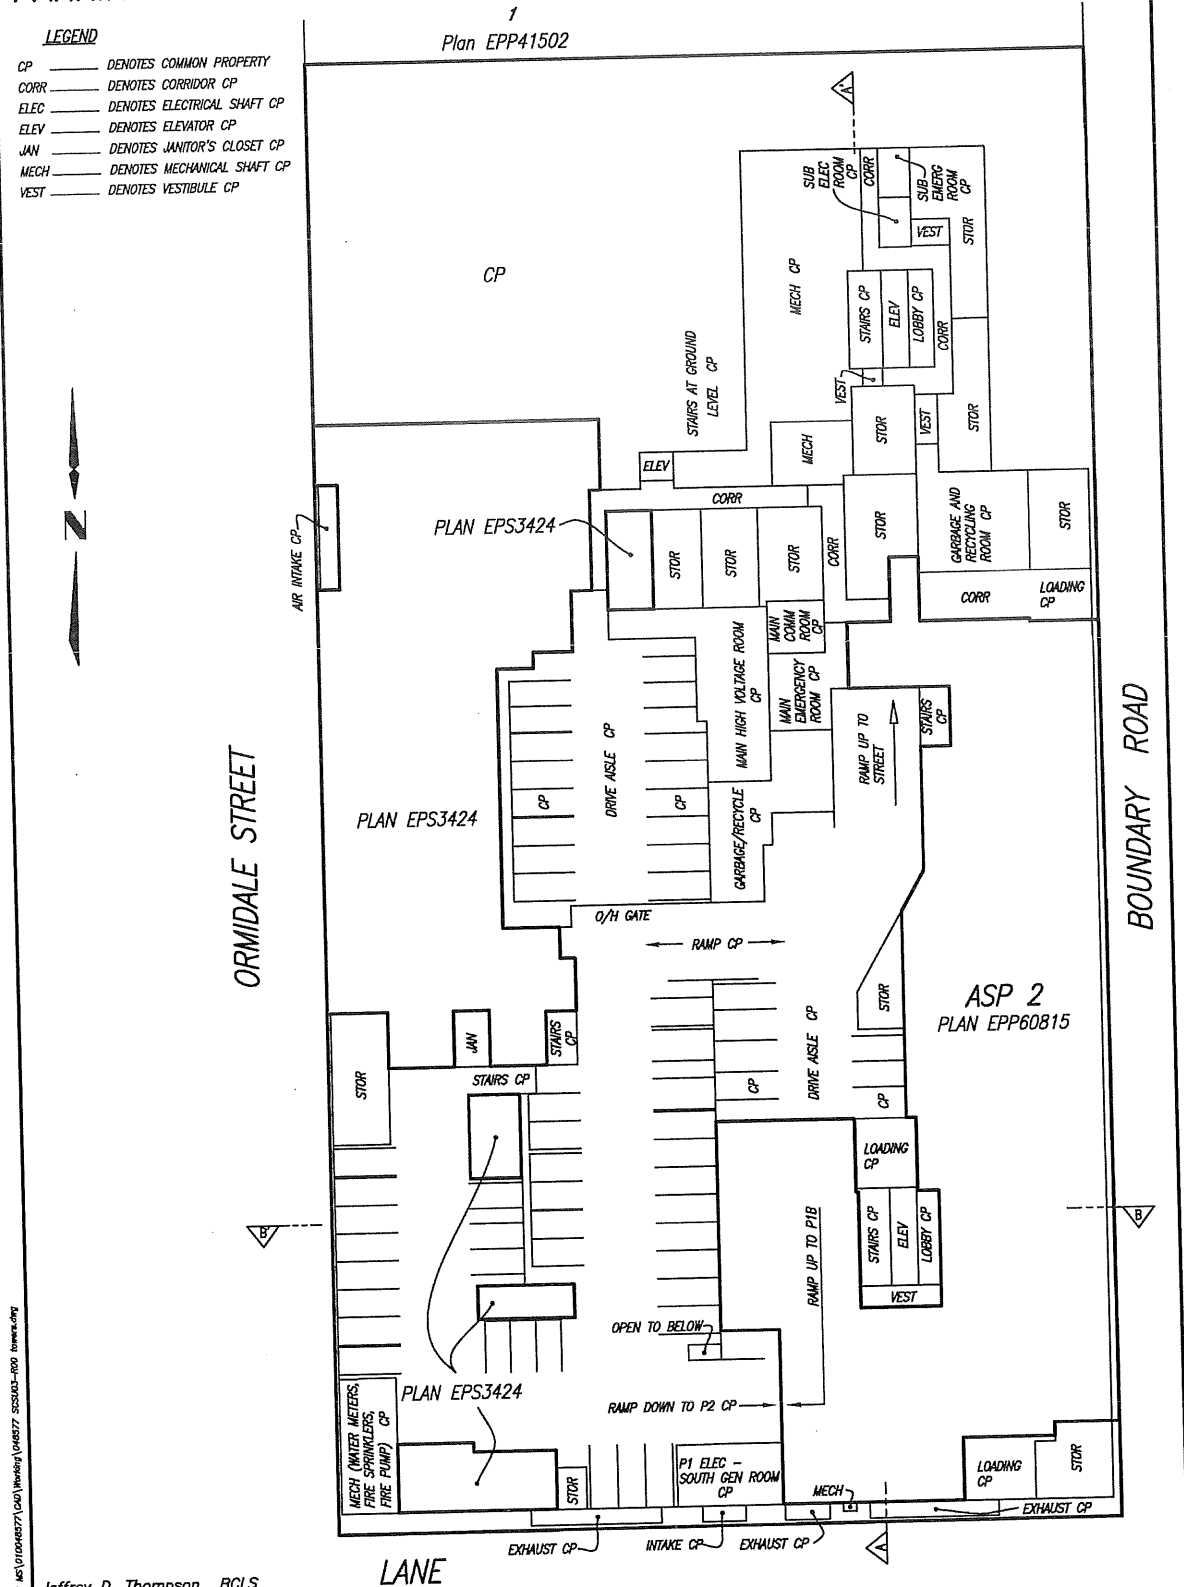 1
Plan EPP41502
LEGEND
CP DENOTES COMMON PROPERTY
CORR DENOTES CORRIDOR CP
ELEC DENOTES ELECTRICAL SHAFT CP
ELEV DENOTES ELEVATOR CP
JAN DENOTES JANITOR'S CLOSET CP
MECH DENOTES MECHANICAL SHAFT CP
VEST DENOTES VESTIBULE CP
A'
SUB
ELEC
ROOM
CP
CORR
SUB
EMERG
ROOM
CP
VEST
STOR
CP
MECH CP
STAIRS CP
ELEV
LOBBY CP
CORR
STAIRS AT GROUND
LEVEL CP
VEST
STOR
VEST
STOR
MECH
ELEV
CORR
N
AIR INTAKE CP
PLAN EPS3424
STOR
STOR
STOR
CORR
STOR
GARBAGE AND
RECYCLING
ROOM CP
STOR
CORR
LOADING
CP
MAIN
COMM
ROOM
CP
MAIN HIGH VOLTAGE ROOM
CP
MAIN
EMERGENCY
ROOM CP
RAMP UP TO
STREET
STAIRS
CP
BOUNDARY ROAD
ORMIDALE STREET
PLAN EPS3424
CP
DRIVE AISLE CP
CP
GARBAGE/RECYCLE
CP
O/H GATE
RAMP CP
STOR
ASP 2
PLAN EPP60815
STOR
JAN
STAIRS
CP
STAIRS CP
CP
DRIVE AISLE CP
CP
LOADING
CP
B'
B
RAMP UP TO P1B
STAIRS CP
ELEV
LOBBY CP
VEST
OPEN TO BELOW
PLAN EPS3424
RAMP DOWN TO P2 CP
MECH (WATER METERS,
FIRE SPRINKLERS,
FIRE PUMP) CP
STOR
P1 ELEC –
SOUTH GEN ROOM
CP
MECH
LOADING
CP
STOR
EXHAUST CP
EXHAUST CP
INTAKE CP
EXHAUST CP
A
LANE
Jeffrey D. Thompson, BCLS